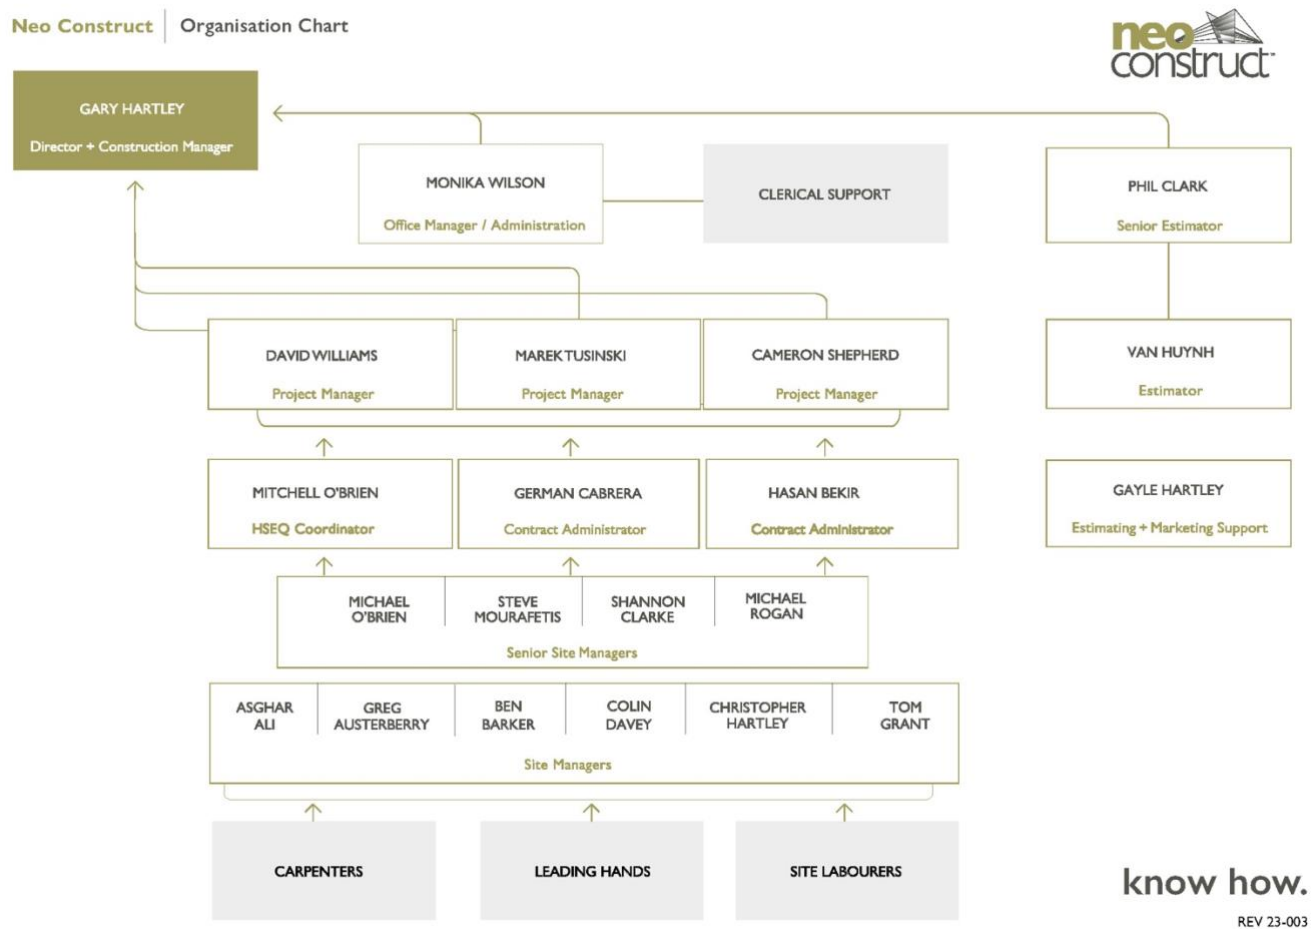 Neo Construct | Organisation Chart
neo
construct™
GARY HARTLEY
Director + Construction Manager
MONIKA WILSON
Office Manager / Administration
CLERICAL SUPPORT
PHIL CLARK
Senior Estimator
DAVID WILLIAMS
Project Manager
MAREK TUSINSKI
Project Manager
CAMERON SHEPHERD
Project Manager
VAN HUYNH
Estimator
MITCHELL O'BRIEN
HSEQ Coordinator
GERMAN CABRERA
Contract Administrator
HASAN BEKIR
Contract Administrator
GAYLE HARTLEY
Estimating + Marketing Support
MICHAEL
O'BRIEN
STEVE
MOURAFETIS
SHANNON
CLARKE
MICHAEL
ROGAN
Senior Site Managers
ASGHAR
ALI
GREG
AUSTERBERRY
BEN
BARKER
COLIN
DAVEY
CHRISTOPHER
HARTLEY
TOM
GRANT
Site Managers
CARPENTERS
LEADING HANDS
SITE LABOURERS
know how.
REV 23-003